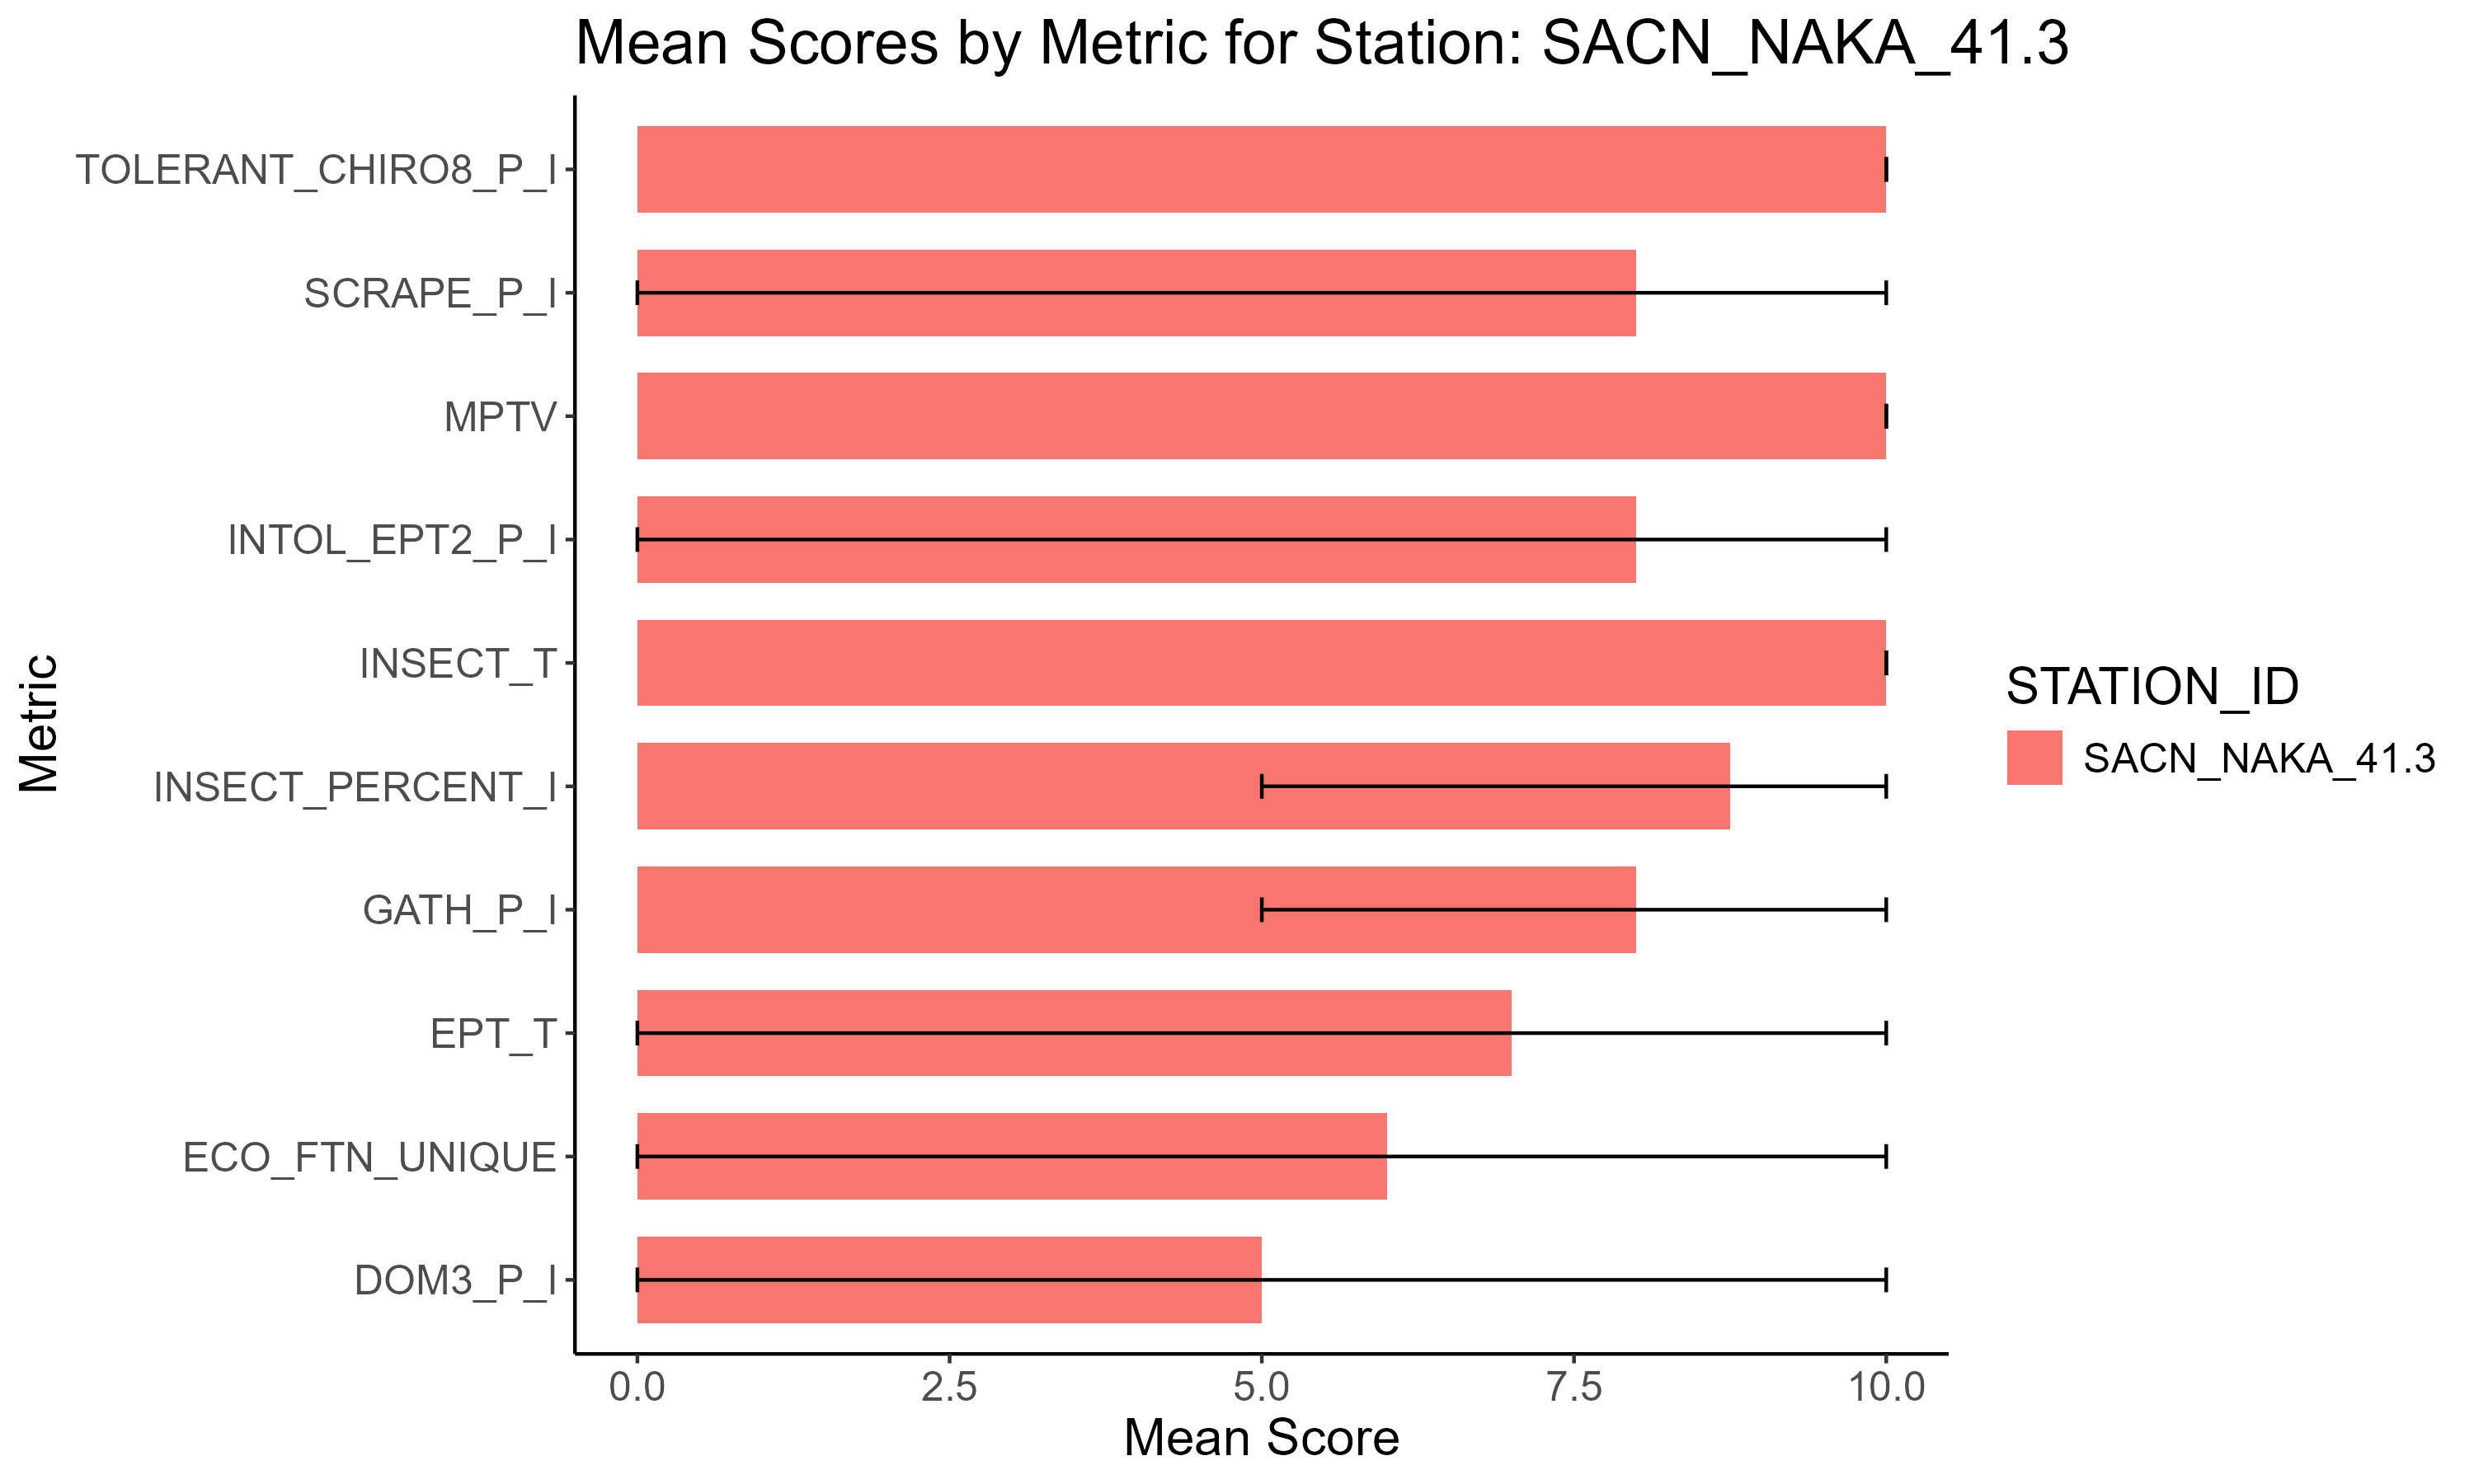 Mean Scores by Metric for Station: SACN_NAKA_41.3
TOLERANT_CHIRO8_P_I
SCRAPE_P_I
MPTV
INTOL_EPT2_P_I
INSECT_T
INSECT_PERCENT_I
GATH_P_I
EPT_T
ECO_FTN_UNIQUE
DOM3_P_I
Metric
0.0 2.5 5.0 7.5 10.0
Mean Score
STATION_ID
SACN_NAKA_41.3